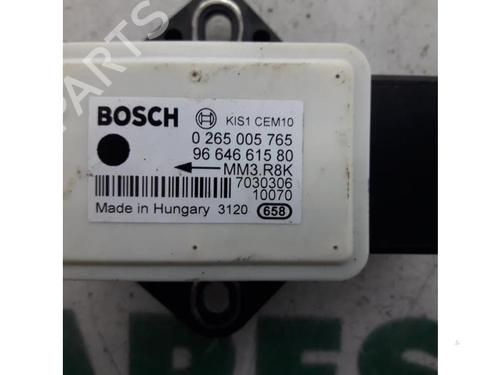 BOSCH KIS1 CEM10
0 265 005 765
96 646 615 80
MM3.R8K
7030306
10070
Made in Hungary 3120 658